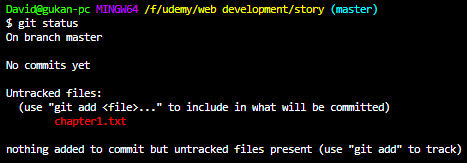 David@gukan-pc MINGW64 /f/udemy/web development/story (master)
$ git status
On branch master
No commits yet
Untracked files:
(use "git add <file>..." to include in what will be committed)
chapter1.txt
nothing added to commit but untracked files present (use "git add" to track)